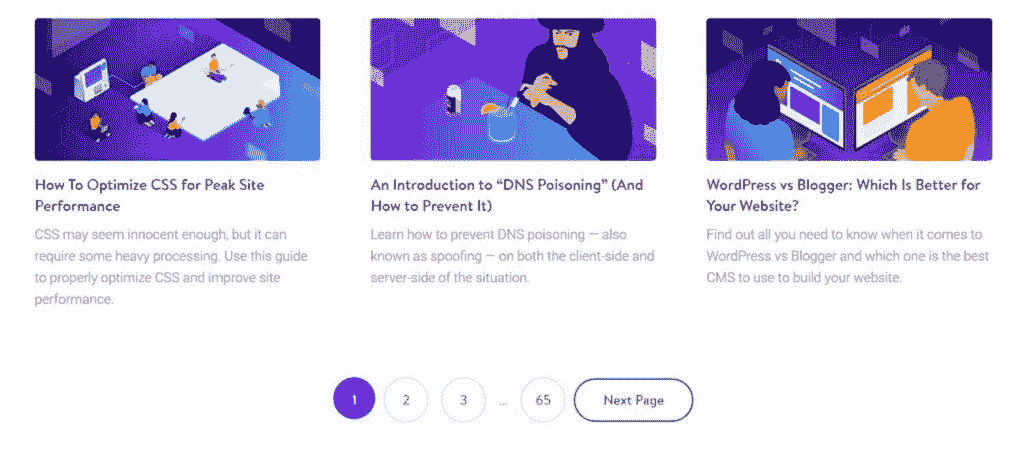 How To Optimize CSS for Peak Site
Performance
CSS may seem innocent enough, but it can
require some heavy processing. Use this guide
to properly optimize CSS and improve site
performance.
An Introduction to “DNS Poisoning” (And
How to Prevent It)
Learn how to prevent DNS poisoning — also
known as spoofing — on both the client-side and
server-side of the situation.
WordPress vs Blogger: Which Is Better for
Your Website?
Find out all you need to know when it comes to
WordPress vs Blogger and which one is the best
CMS to use to build your website.
1 2 3 ... 65 Next Page